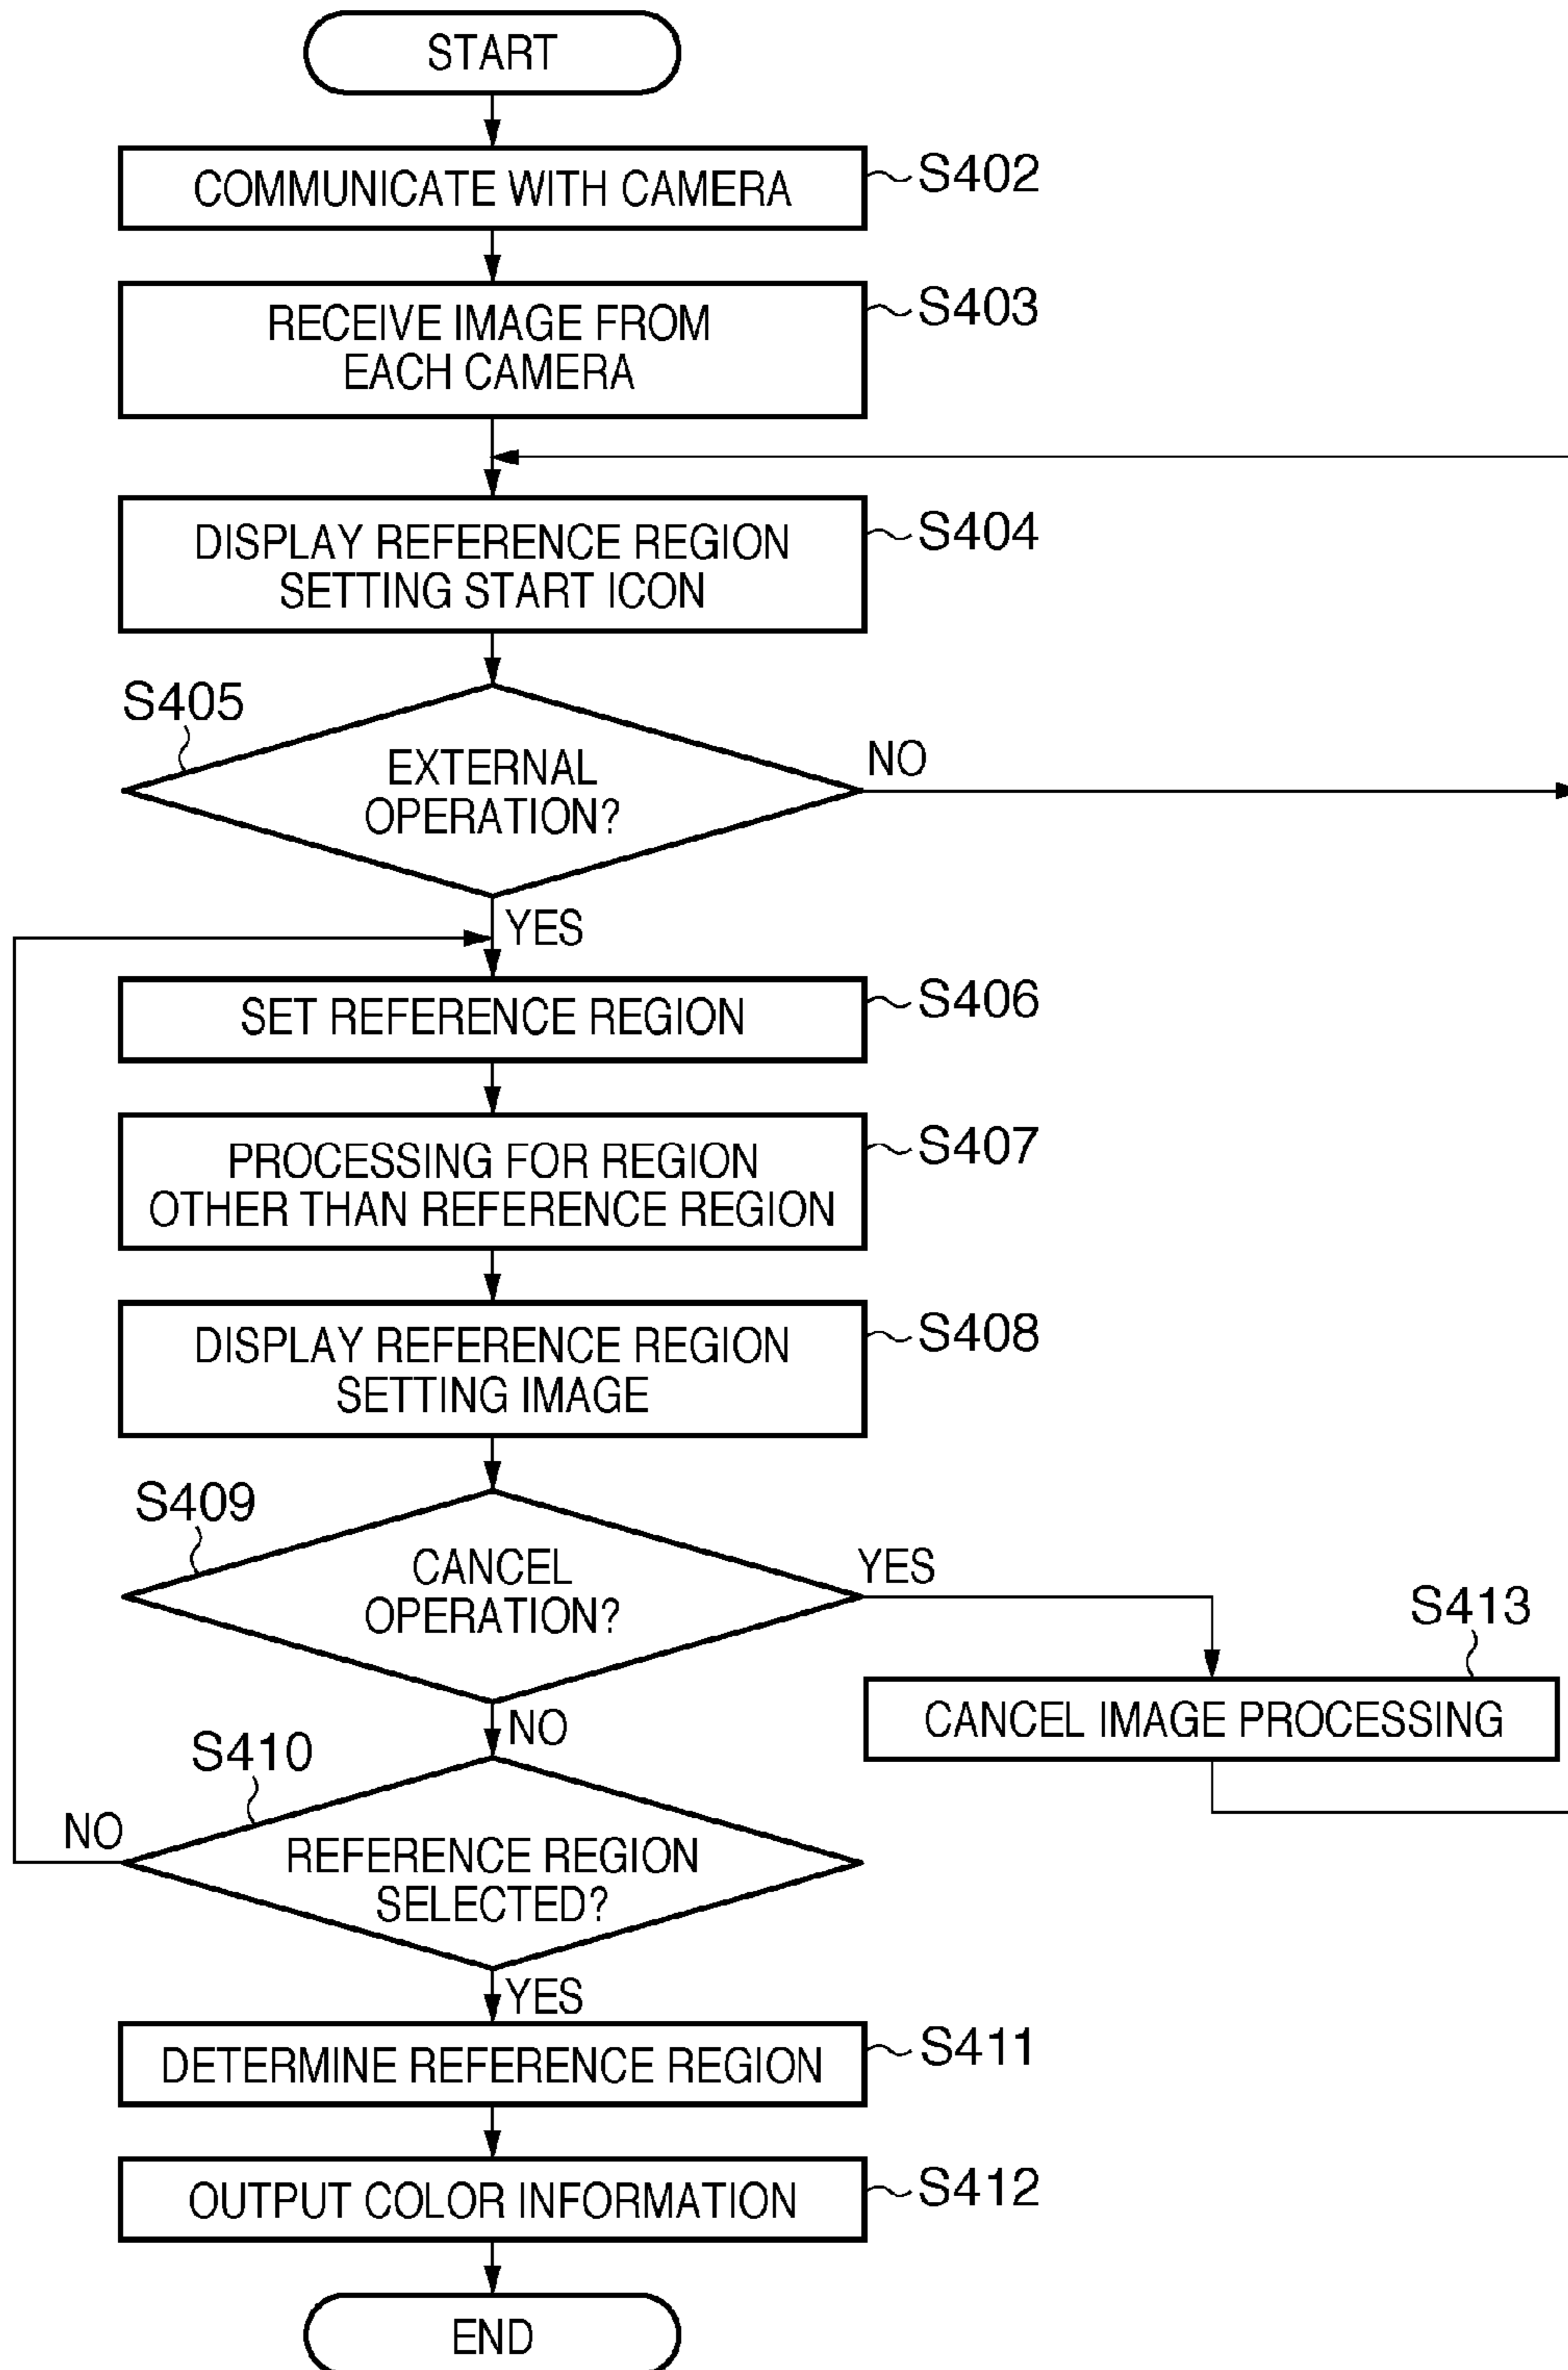 START
COMMUNICATE WITH CAMERA
S402
RECEIVE IMAGE FROM
EACH CAMERA
S403
DISPLAY REFERENCE REGION
SETTING START ICON
S404
S405
EXTERNAL
OPERATION?
NO
YES
SET REFERENCE REGION
S406
PROCESSING FOR REGION
OTHER THAN REFERENCE REGION
S407
DISPLAY REFERENCE REGION
SETTING IMAGE
S408
S409
CANCEL
OPERATION?
YES
S413
CANCEL IMAGE PROCESSING
NO
S410
NO
REFERENCE REGION
SELECTED?
YES
DETERMINE REFERENCE REGION
S411
OUTPUT COLOR INFORMATION
S412
END